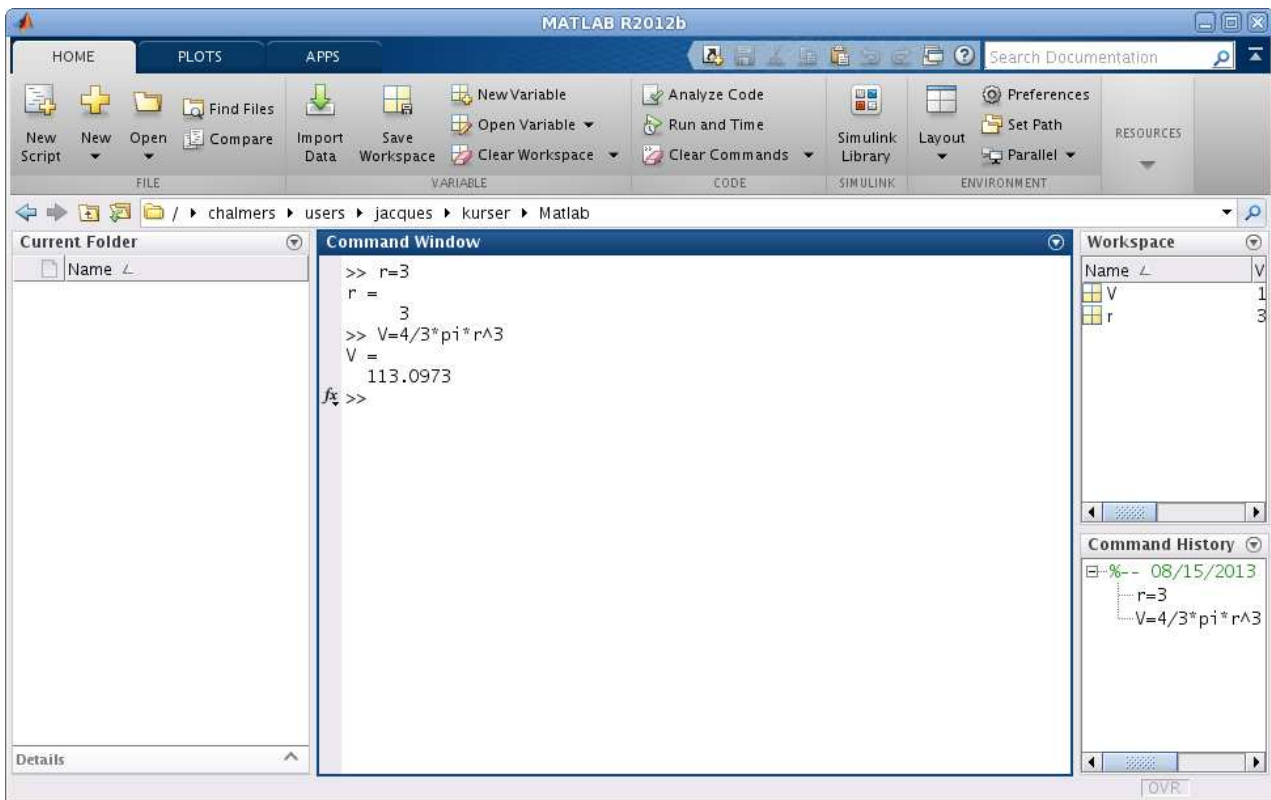 MATLAB R2012b
HOME PLOTS APPS Search Documentation
New Script
New
Open
Find Files
Compare
FILE
Import Data
Save Workspace
New Variable
Open Variable
Clear Workspace
VARIABLE
Analyze Code
Run and Time
Clear Commands
CODE
Simulink Library
SIMULINK
Layout
Preferences
Set Path
Parallel
ENVIRONMENT
RESOURCES
/ chalmers users jacques kurser Matlab
Current Folder
Name
Details
Command Window
>> r=3
r =
3
>> V=4/3*pi*r^3
V =
113.0973
fx >>
Workspace
Name V
V 1
r 3
Command History
%-- 08/15/2013
r=3
V=4/3*pi*r^3
OVR